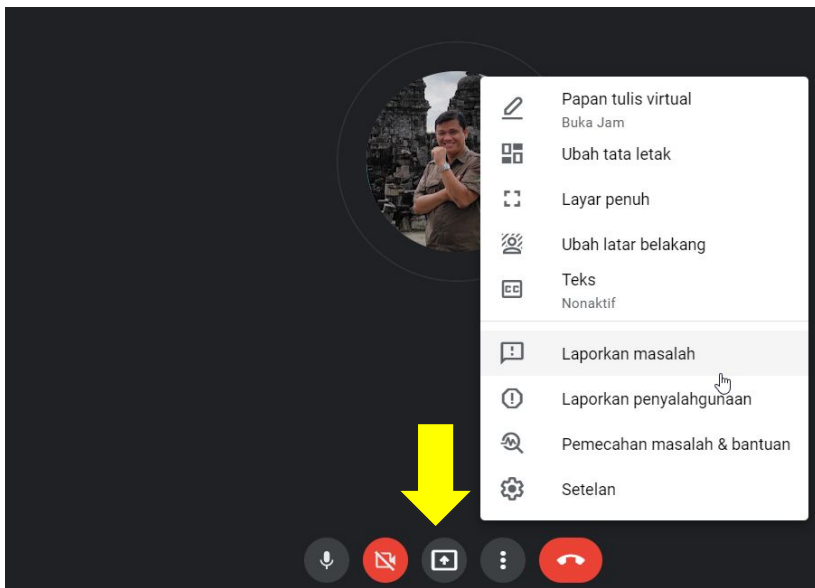 Papan tulis virtual
Buka Jam
Ubah tata letak
Layar penuh
Ubah latar belakang
CC
Teks
Nonaktif
Laporkan masalah
Laporkan penyalahgunaan
Pemecahan masalah & bantuan
Setelan